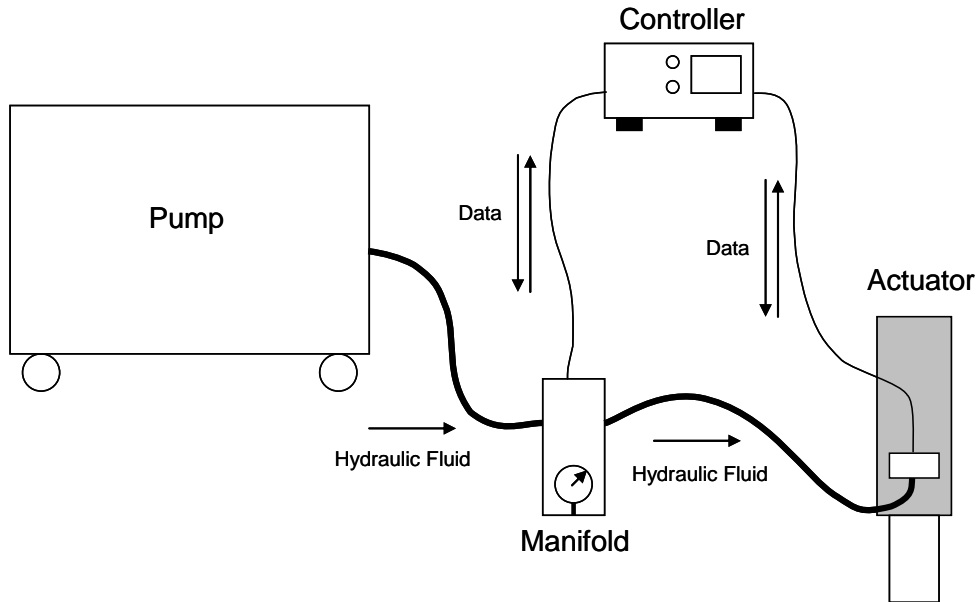 Controller
Pump
Data
Data
Actuator
Hydraulic Fluid
Hydraulic Fluid
Manifold